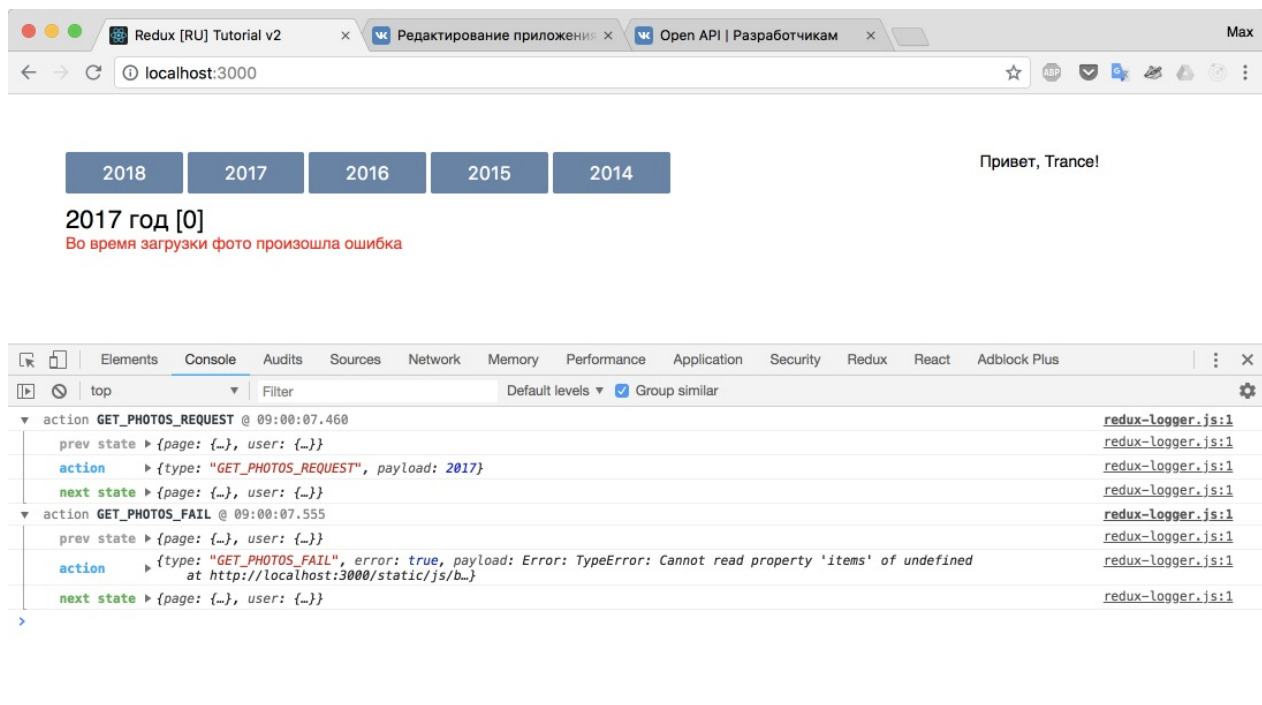 Redux [RU] Tutorial v2 × Редактирование приложения × Open API | Разработчикам × Max
localhost:3000 ABP
2018 2017 2016 2015 2014 Привет, Trance!
2017 год [0]
Во время загрузки фото произошла ошибка
Elements Console Audits Sources Network Memory Performance Application Security Redux React Adblock Plus
top Filter Default levels Group similar
action GET_PHOTOS_REQUEST @ 09:00:07.460 redux-logger.js:1
prev state {page: {…}, user: {…}} redux-logger.js:1
action {type: "GET_PHOTOS_REQUEST", payload: 2017} redux-logger.js:1
next state {page: {…}, user: {…}} redux-logger.js:1
action GET_PHOTOS_FAIL @ 09:00:07.555 redux-logger.js:1
prev state {page: {…}, user: {…}} redux-logger.js:1
action {type: "GET_PHOTOS_FAIL", error: true, payload: Error: TypeError: Cannot read property 'items' of undefined redux-logger.js:1
at http://localhost:3000/static/js/b…}
next state {page: {…}, user: {…}} redux-logger.js:1